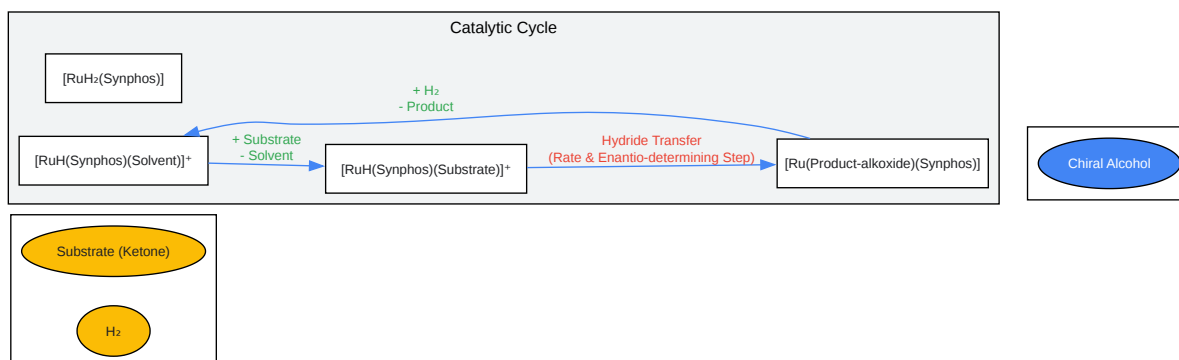 Catalytic Cycle
[RuH₂(Synphos)]
+ H₂
- Product
[RuH(Synphos)(Solvent)]⁺
+ Substrate
- Solvent
[RuH(Synphos)(Substrate)]⁺
Hydride Transfer
(Rate & Enantio-determining Step)
[Ru(Product-alkoxide)(Synphos)]
Chiral Alcohol
Substrate (Ketone)
H₂